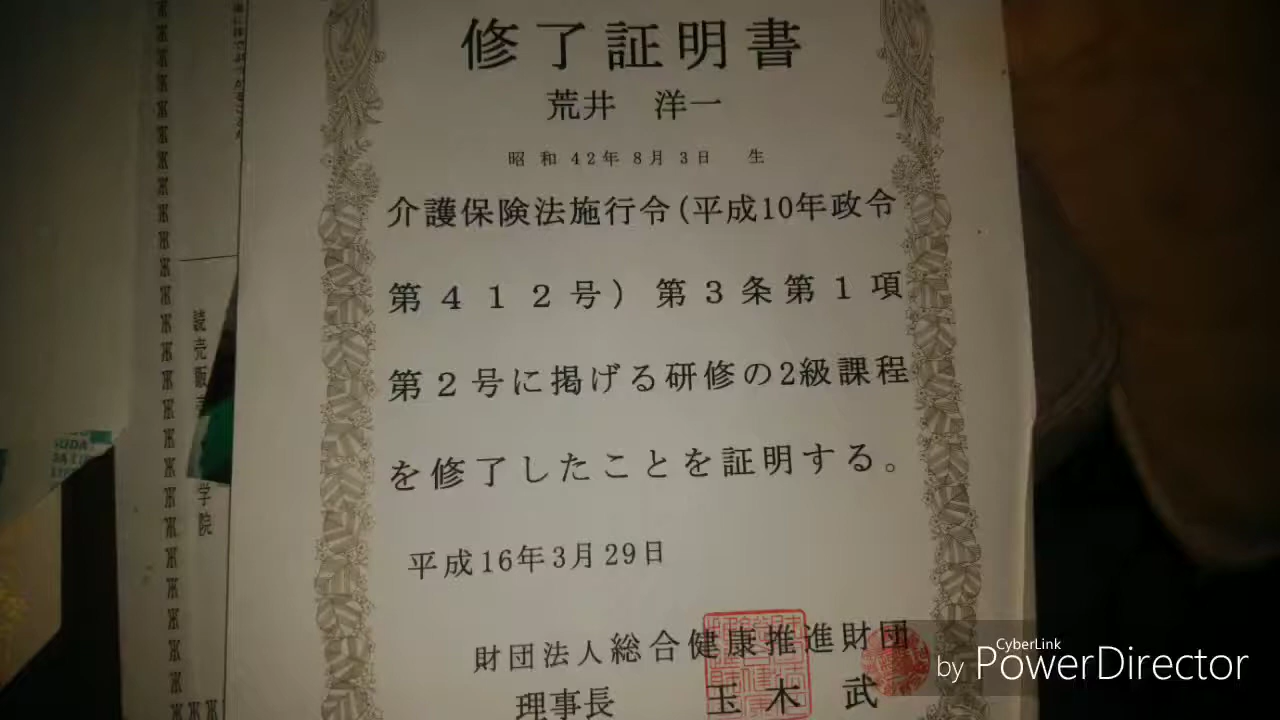 修了証明書
荒井 洋一
昭和42年8月3日 生
介護保険法施行令(平成10年政令
第412号)第3条第1項
第2号に掲げる研修の2級課程
を修了したことを証明する。
平成16年3月29日
財団法人総合健康推進財団
理事長 玉木 武
読売
学院
CyberLink
by PowerDirector